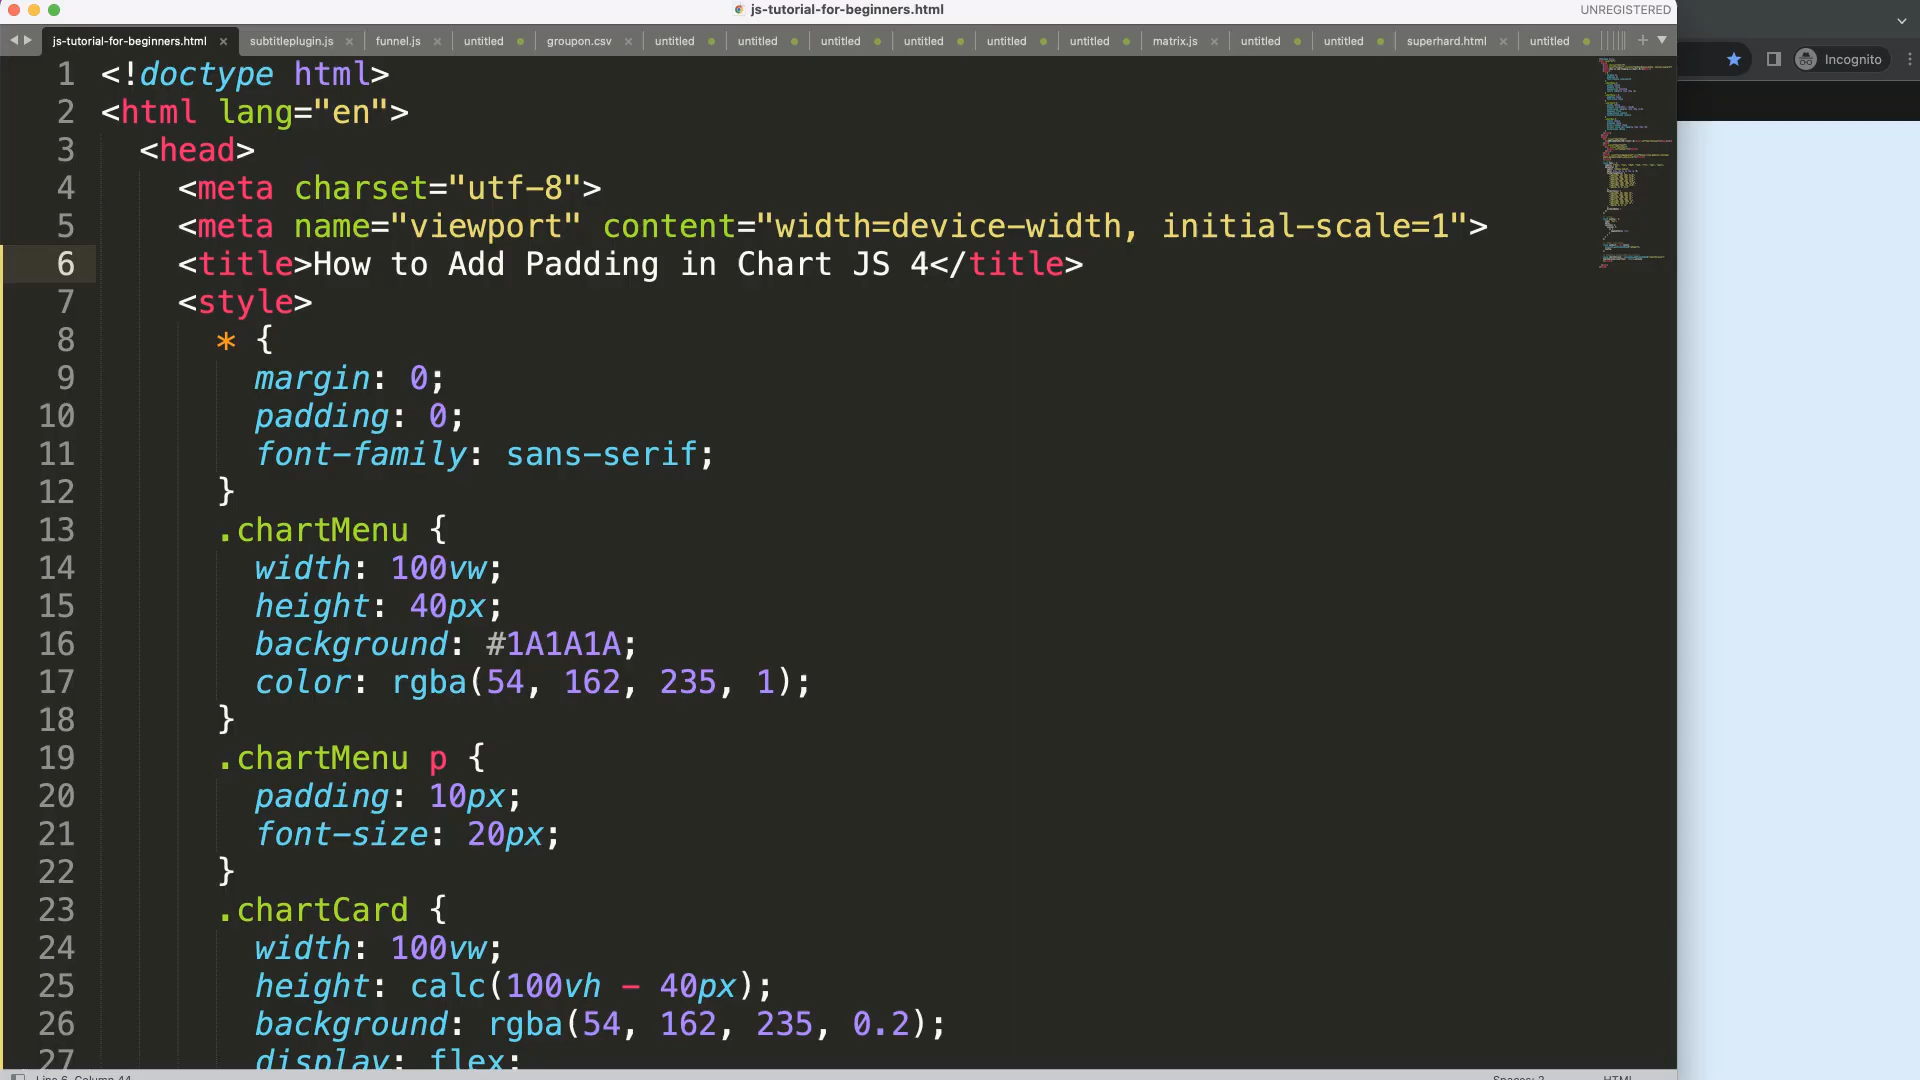 js-tutorial-for-beginners.html
UNREGISTERED
js-tutorial-for-beginners.html subtitleplugin.js funnel.js untitled groupon.csv untitled untitled untitled untitled untitled untitled matrix.js untitled untitled superhard.html untitled
Incognito
1 <!doctype html>
2 <html lang="en">
3 <head>
4 <meta charset="utf-8">
5 <meta name="viewport" content="width=device-width, initial-scale=1">
6 <title>How to Add Padding in Chart JS 4</title>
7 <style>
8 * {
9 margin: 0;
10 padding: 0;
11 font-family: sans-serif;
12 }
13 .chartMenu {
14 width: 100vw;
15 height: 40px;
16 background: #1A1A1A;
17 color: rgba(54, 162, 235, 1);
18 }
19 .chartMenu p {
20 padding: 10px;
21 font-size: 20px;
22 }
23 .chartCard {
24 width: 100vw;
25 height: calc(100vh - 40px);
26 background: rgba(54, 162, 235, 0.2);
27 display: flex;
Line 6, Column 44
Spaces: 2
HTML